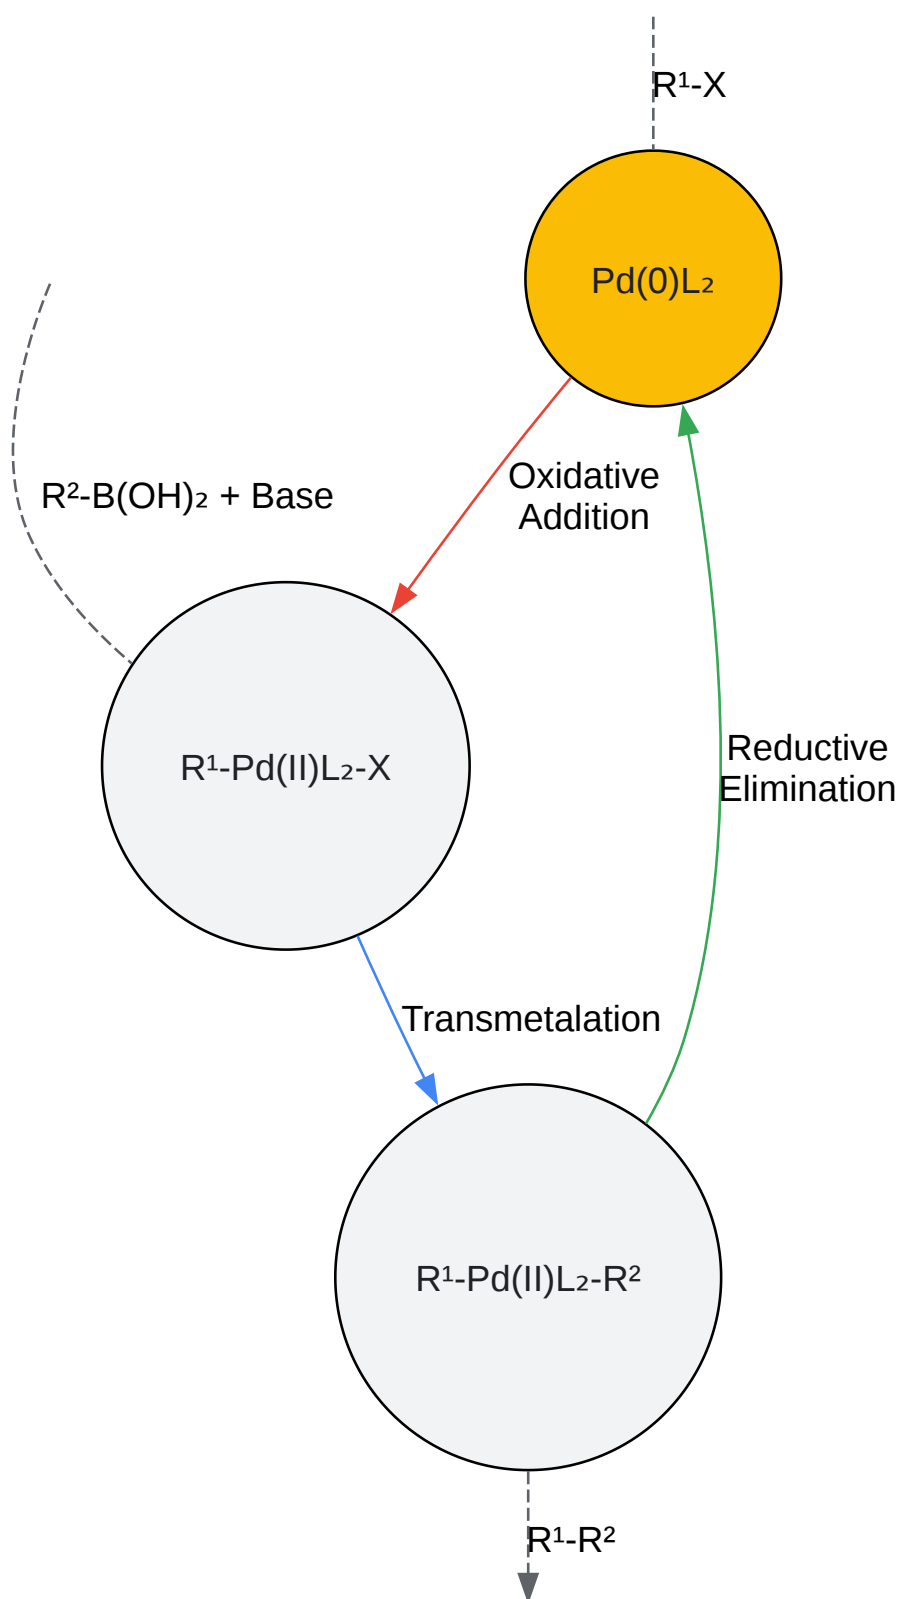 R¹-X
Pd(0)L₂
Oxidative
Addition
R²-B(OH)₂ + Base
R¹-Pd(II)L₂-X
Reductive
Elimination
Transmetalation
R¹-Pd(II)L₂-R²
R¹-R²